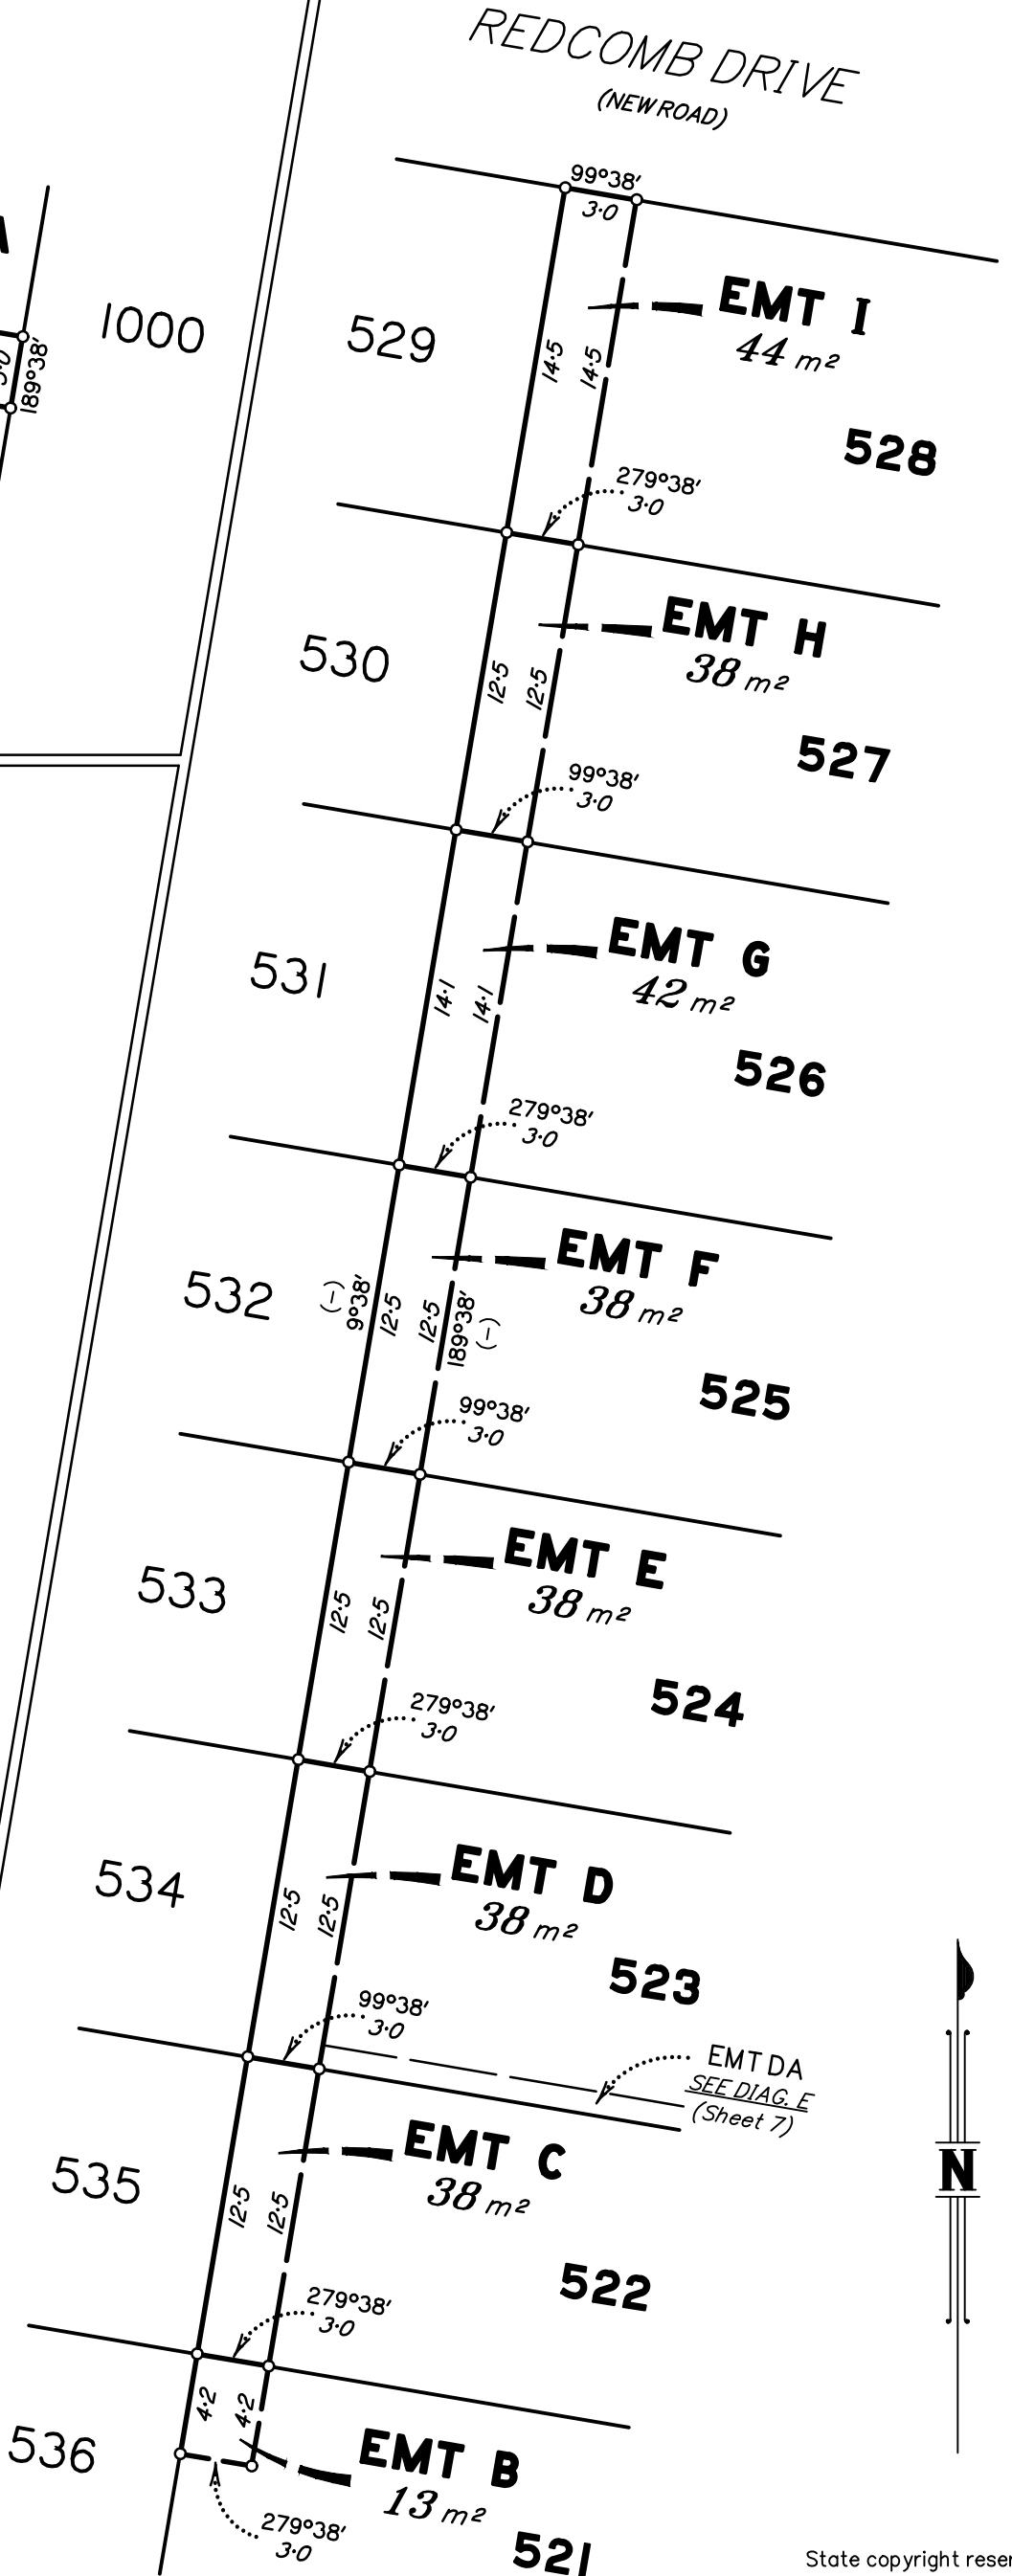 REDCOMB DRIVE
(NEW ROAD)
99°38'
3·0
189°38'
1000
529
14·5
14·5
EMT I
44 m²
528
279°38'
3·0
530
12·5
12·5
EMT H
38 m²
527
99°38'
3·0
531
14·1
14·1
EMT G
42 m²
526
279°38'
3·0
532
(–)
9°38'
12·5
12·5
189°38'
(–)
EMT F
38 m²
525
99°38'
3·0
533
12·5
12·5
EMT E
38 m²
524
279°38'
3·0
534
12·5
12·5
EMT D
38 m²
523
99°38'
3·0
EMT DA
SEE DIAG. E
(Sheet 7)
N
535
12·5
12·5
EMT C
38 m²
522
279°38'
3·0
536
4·2
4·2
EMT B
13 m²
279°38'
3·0
521
State copyright reser